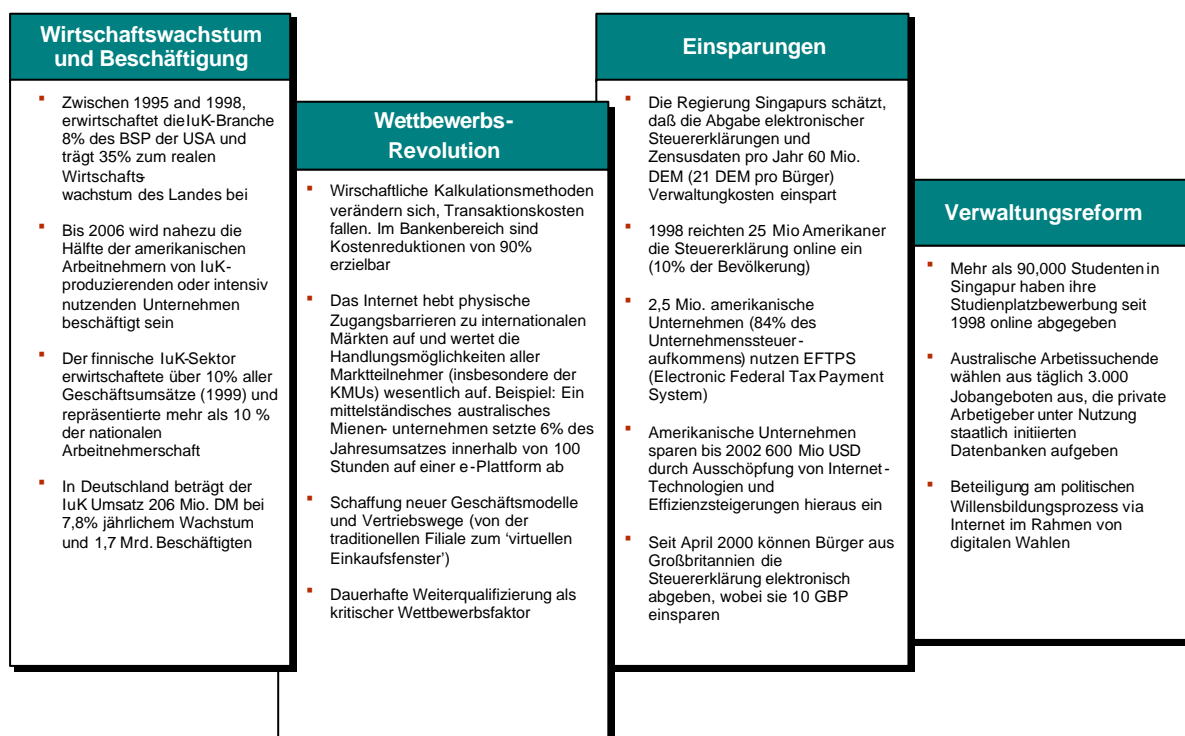 Wirtschaftswachstum
und Beschäftigung
Zwischen 1995 and 1998,
erwirtschaftet dieIuK-Branche
8% des BSP der USA und
trägt 35% zum realen
Wirtschafts-
wachstum des Landes bei
Bis 2006 wird nahezu die
Hälfte der amerikanischen
Arbeitnehmern von IuK-
produzierenden oder intensiv
nutzenden Unternehmen
beschäftigt sein
Der finnische IuK-Sektor
erwirtschaftete über 10% aller
Geschäftsumsätze (1999) und
repräsentierte mehr als 10 %
der nationalen
Arbeitnehmerschaft
In Deutschland beträgt der
IuK Umsatz 206 Mio. DM bei
7,8% jährlichem Wachstum
und 1,7 Mrd. Beschäftigten
Wettbewerbs-
Revolution
Wirschaftliche Kalkulationsmethoden
verändern sich, Transaktionskosten
fallen. Im Bankenbereich sind
Kostenreduktionen von 90%
erzielbar
Das Internet hebt physische
Zugangsbarrieren zu internationalen
Märkten auf und wertet die
Handlungsmöglichkeiten aller
Marktteilnehmer (insbesondere der
KMUs) wesentlich auf. Beispiel: Ein
mittelständisches australisches
Mienen- unternehmen setzte 6% des
Jahresumsatzes innerhalb von 100
Stunden auf einer e-Plattform ab
Schaffung neuer Geschäftsmodelle
und Vertriebswege (von der
traditionellen Filiale zum ‘virtuellen
Einkaufsfenster’)
Dauerhafte Weiterqualifizierung als
kritischer Wettbewerbsfaktor
Einsparungen
Die Regierung Singapurs schätzt,
daß die Abgabe elektronischer
Steuererklärungen und
Zensusdaten pro Jahr 60 Mio.
DEM (21 DEM pro Bürger)
Verwaltungkosten einspart
1998 reichten 25 Mio Amerikaner
die Steuererklärung online ein
(10% der Bevölkerung)
2,5 Mio. amerikanische
Unternehmen (84% des
Unternehmenssteuer-
aufkommens) nutzen EFTPS
(Electronic Federal Tax Payment
System)
Amerikanische Unternehmen
sparen bis 2002 600 Mio USD
durch Ausschöpfung von Internet-
Technologien und
Effizienzsteigerungen hieraus ein
Seit April 2000 können Bürger aus
Großbritannien die
Steuererklärung elektronisch
abgeben, wobei sie 10 GBP
einsparen
Verwaltungsreform
Mehr als 90,000 Studenten in
Singapur haben ihre
Studienplatzbewerbung seit
1998 online abgegeben
Australische Arbetissuchende
wählen aus täglich 3.000
Jobangeboten aus, die private
Arbetigeber unter Nutzung
staatlich initiierten
Datenbanken aufgeben
Beteiligung am politischen
Willensbildungsprozess via
Internet im Rahmen von
digitalen Wahlen